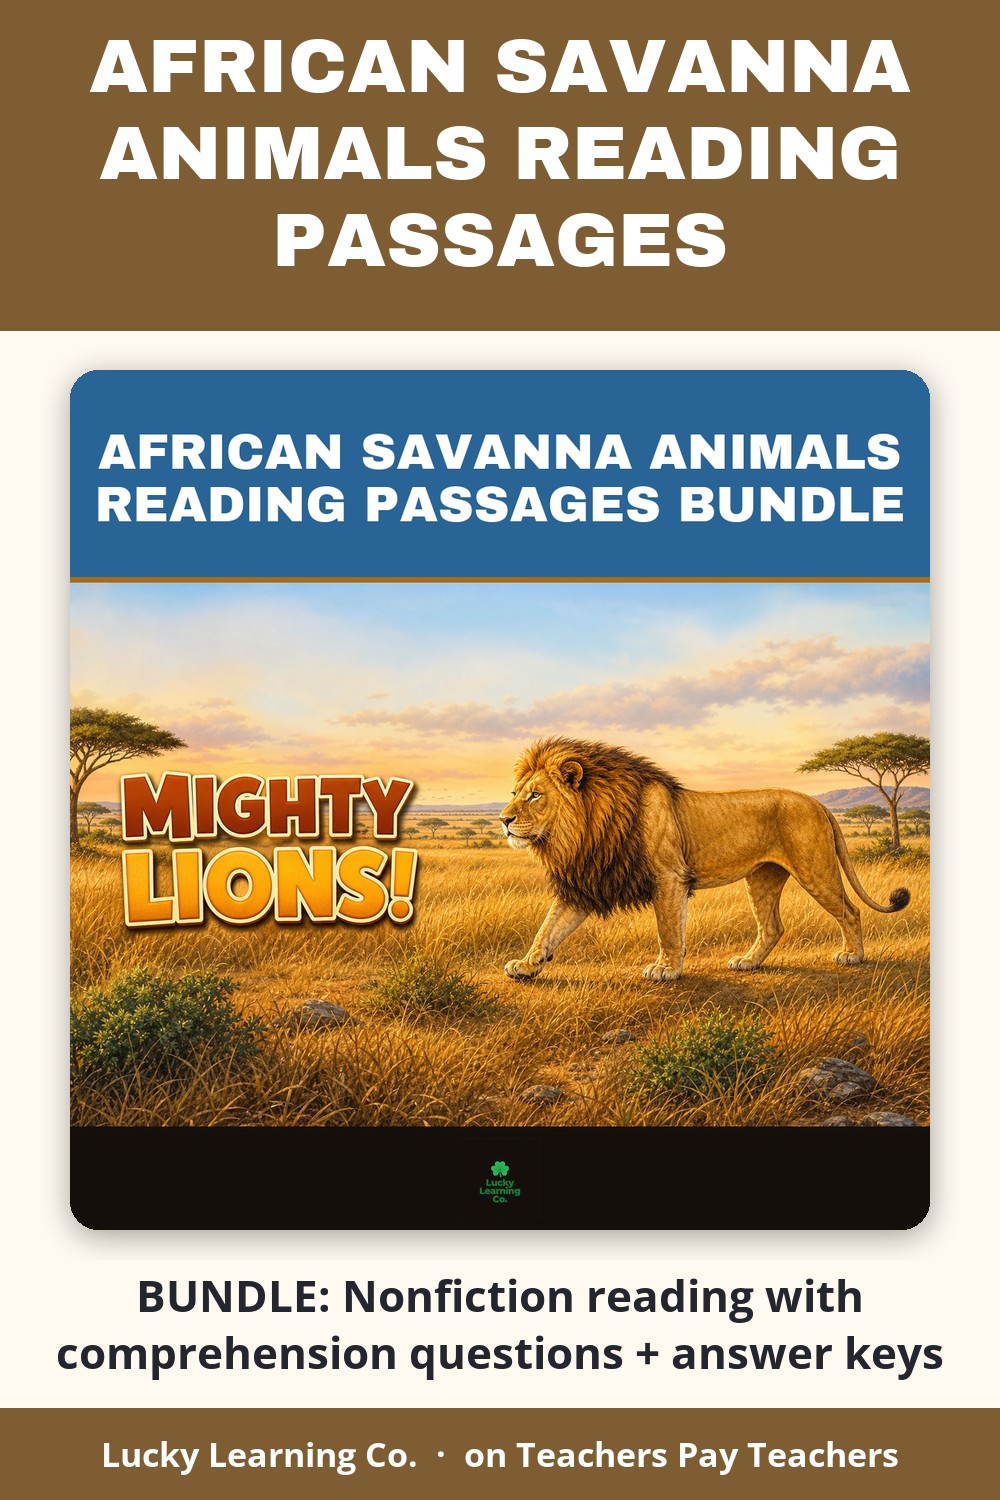 AFRICAN SAVANNA
ANIMALS READING
PASSAGES
AFRICAN SAVANNA ANIMALS
READING PASSAGES BUNDLE
MIGHTY
LIONS!
Lucky
Learning
Co.
BUNDLE: Nonfiction reading with
comprehension questions + answer keys
Lucky Learning Co. · on Teachers Pay Teachers